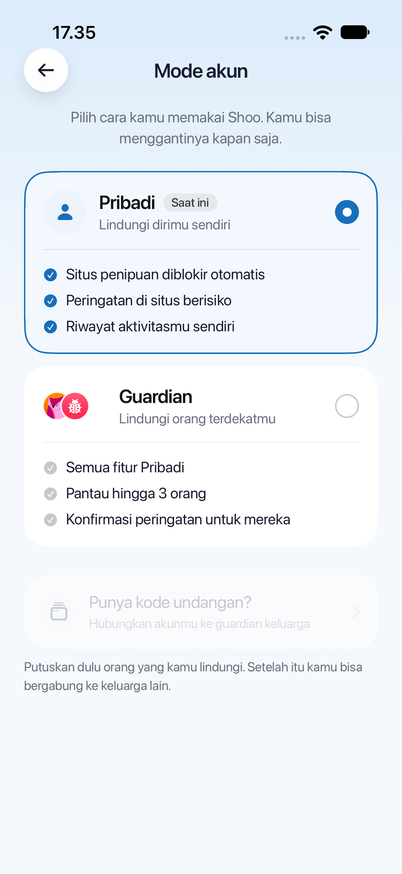 17.35
Mode akun
Pilih cara kamu memakai Shoo. Kamu bisa
menggantinya kapan saja.
Pribadi Saat ini
Lindungi dirimu sendiri
Situs penipuan diblokir otomatis
Peringatan di situs berisiko
Riwayat aktivitasmu sendiri
Guardian
Lindungi orang terdekatmu
Semua fitur Pribadi
Pantau hingga 3 orang
Konfirmasi peringatan untuk mereka
Punya kode undangan?
Hubungkan akunmu ke guardian keluarga
Putuskan dulu orang yang kamu lindungi. Setelah itu kamu bisa
bergabung ke keluarga lain.